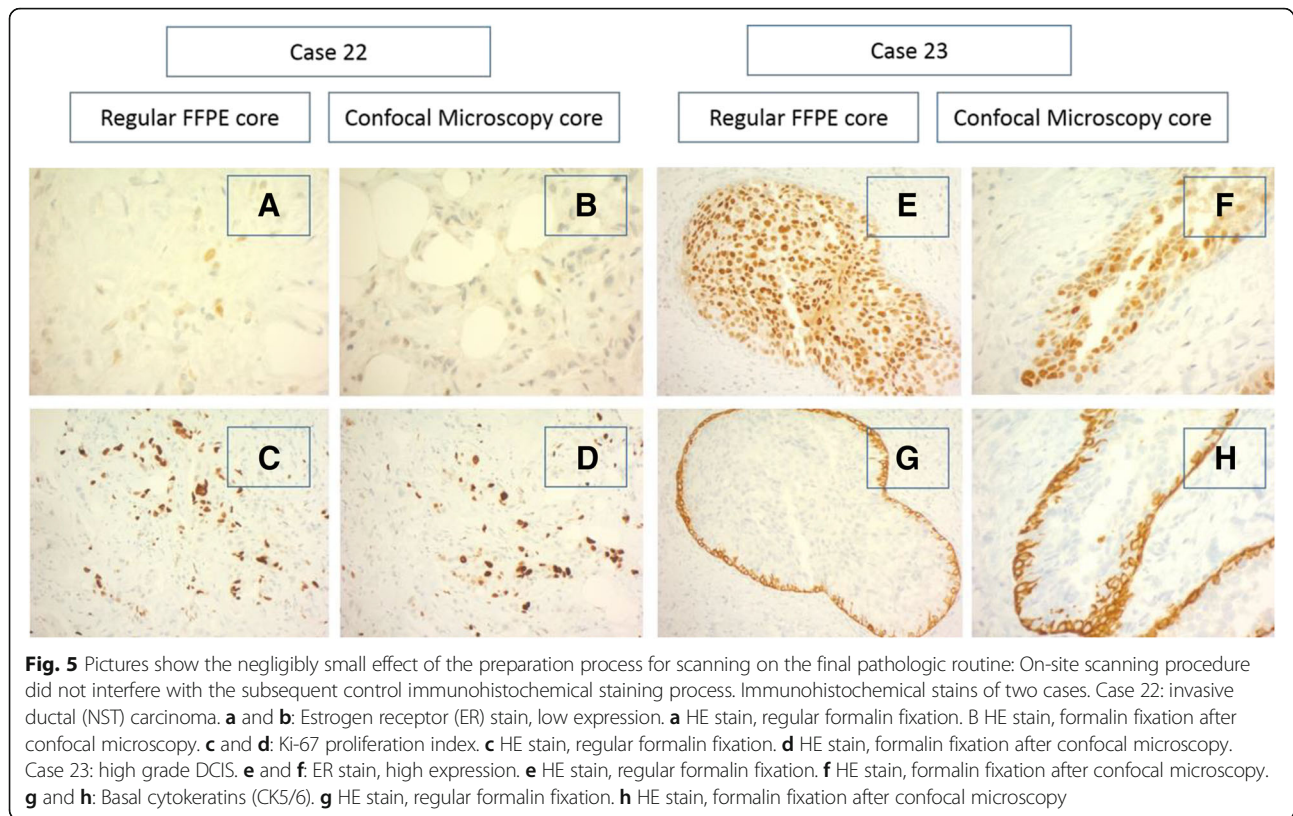 Case 22
Case 23
Regular FFPE core
Confocal Microscopy core
Regular FFPE core
Confocal Microscopy core
A
B
E
F
C
D
G
H
Fig. 5 Pictures show the negligibly small effect of the preparation process for scanning on the final pathologic routine: On-site scanning procedure
did not interfere with the subsequent control immunohistochemical staining process. Immunohistochemical stains of two cases. Case 22: invasive
ductal (NST) carcinoma. a and b: Estrogen receptor (ER) stain, low expression. a HE stain, regular formalin fixation. B HE stain, formalin fixation after
confocal microscopy. c and d: Ki-67 proliferation index. c HE stain, regular formalin fixation. d HE stain, formalin fixation after confocal microscopy.
Case 23: high grade DCIS. e and f: ER stain, high expression. e HE stain, regular formalin fixation. f HE stain, formalin fixation after confocal microscopy.
g and h: Basal cytokeratins (CK5/6). g HE stain, regular formalin fixation. h HE stain, formalin fixation after confocal microscopy